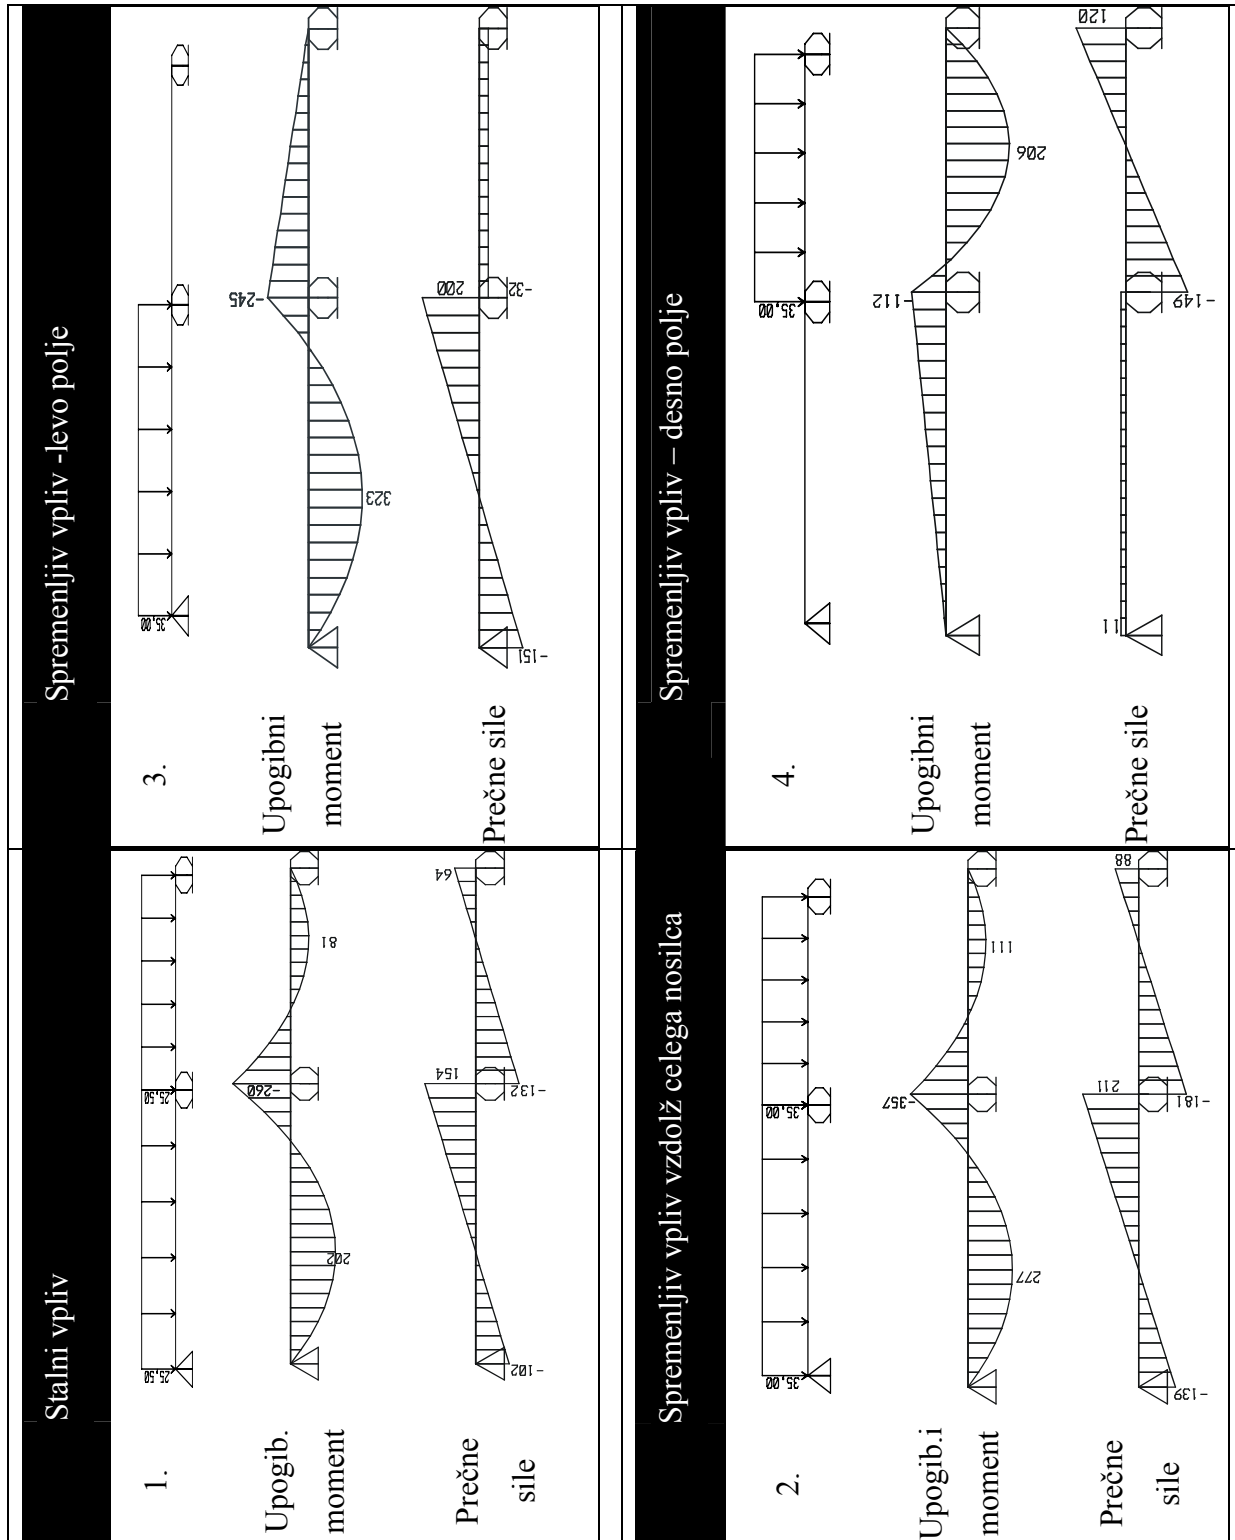 Stalni vpliv
1.
25,50
25,50
Upogib.
moment
-260
202
81
Prečne
sile
-102
154
-132
64
Spremenljiv vpliv -levo polje
3.
35,00
Upogibni
moment
-245
323
Prečne sile
-151
200
-32
Spremenljiv vpliv vzdolž celega nosilca
2.
35,00
35,00
Upogib.i
moment
-357
277
111
Prečne
sile
-139
211
-181
88
Spremenljiv vpliv – desno polje
4.
35,00
Upogibni
moment
-112
206
Prečne sile
11
-149
120